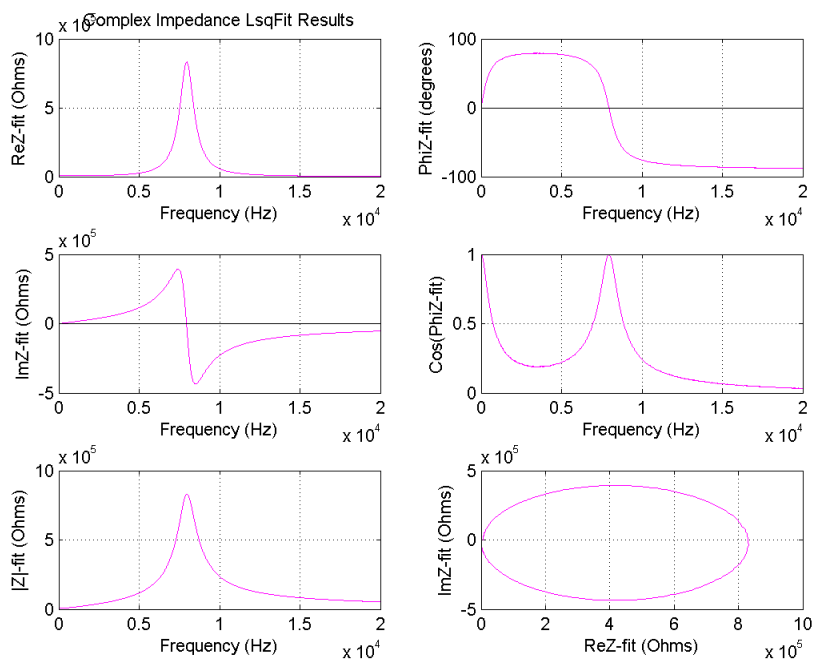 Complex Impedance LsqFit Results
x 10^5
10
5
0
ReZ-fit (Ohms)
0 0.5 1 1.5 2
Frequency (Hz)
x 10^4
100
0
-100
PhiZ-fit (degrees)
0 0.5 1 1.5 2
Frequency (Hz)
x 10^4
x 10^5
5
0
-5
ImZ-fit (Ohms)
0 0.5 1 1.5 2
Frequency (Hz)
x 10^4
1
0.5
0
Cos(PhiZ-fit)
0 0.5 1 1.5 2
Frequency (Hz)
x 10^4
x 10^5
10
5
0
|Z|-fit (Ohms)
0 0.5 1 1.5 2
Frequency (Hz)
x 10^4
x 10^5
5
0
-5
ImZ-fit (Ohms)
0 2 4 6 8 10
ReZ-fit (Ohms)
x 10^5